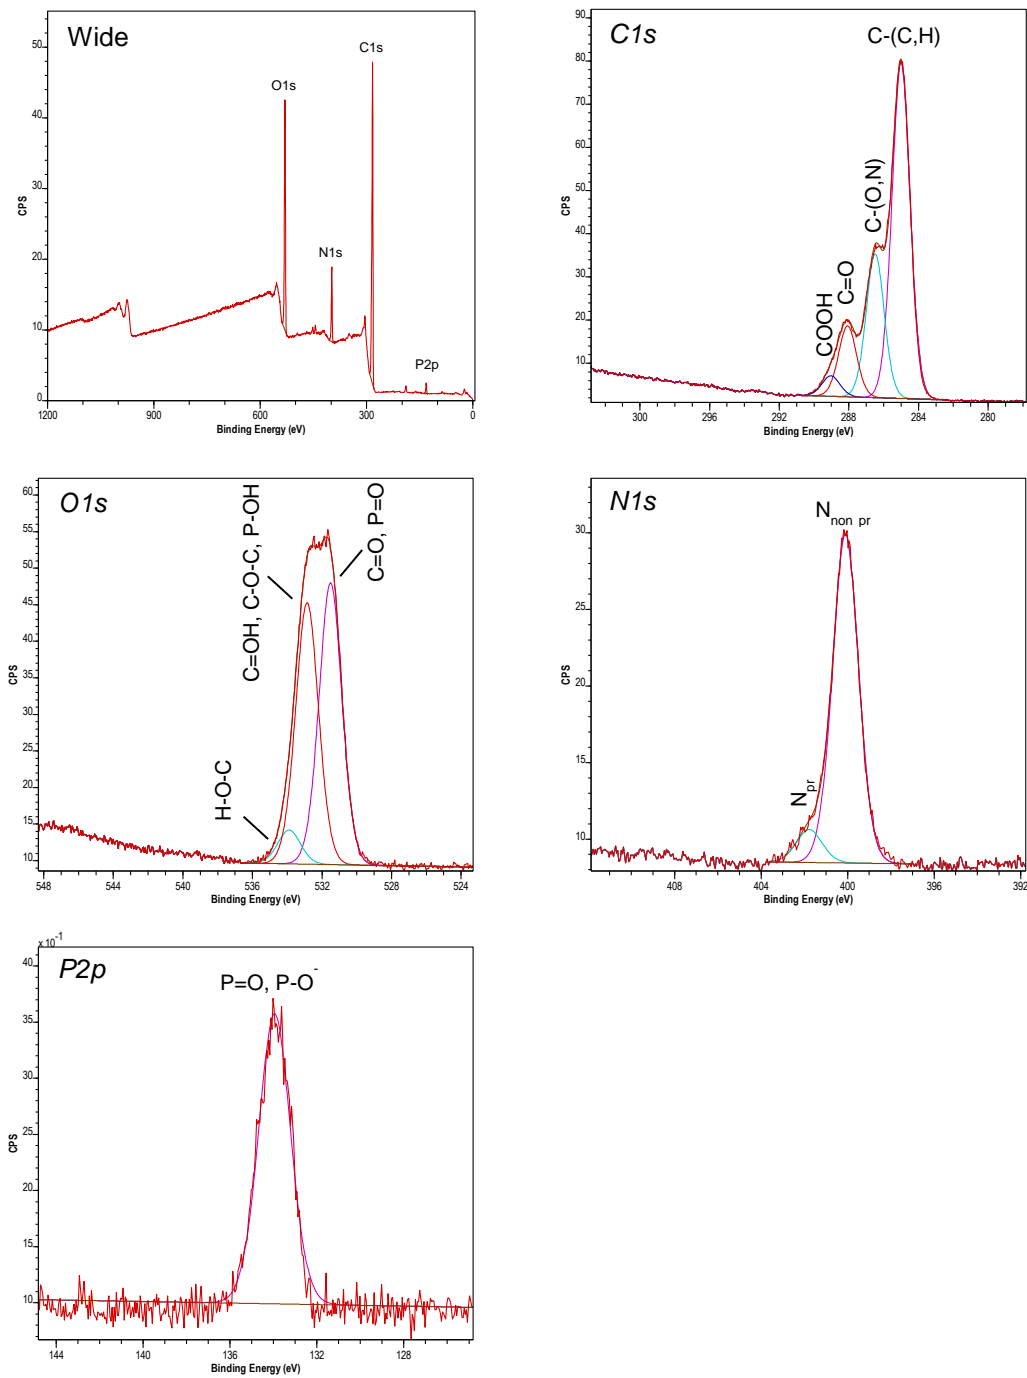 Wide
C1s
O1s
N1s
P2p
50
40
30
20
10
0
CPS
1200
900
600
300
0
Binding Energy (eV)
C1s
C-(C,H)
C-(O,N)
C=O
COOH
90
80
70
60
50
40
30
20
10
CPS
300
296
292
288
284
280
Binding Energy (eV)
O1s
C=OH, C-O-C, P-OH
C=O, P=O
H-O-C
60
55
50
45
40
35
30
25
20
15
10
CPS
548
544
540
536
532
528
524
Binding Energy (eV)
N1s
Nnon pr
Npr
30
25
20
15
10
CPS
408
404
400
396
392
Binding Energy (eV)
x 10-1
P2p
P=O, P-O-
40
35
30
25
20
15
10
CPS
144
140
136
132
128
Binding Energy (eV)